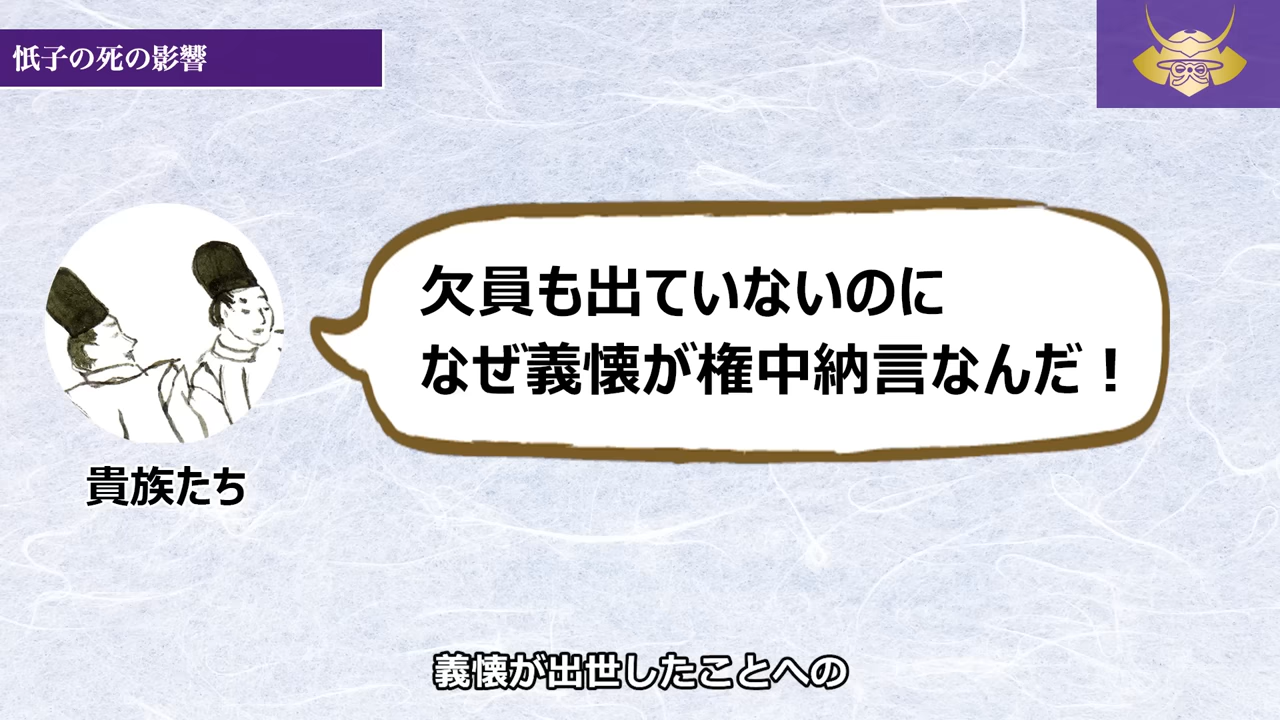 忯子の死の影響
欠員も出ていないのに
なぜ義懐が権中納言なんだ！
貴族たち
義懐が出世したことへの